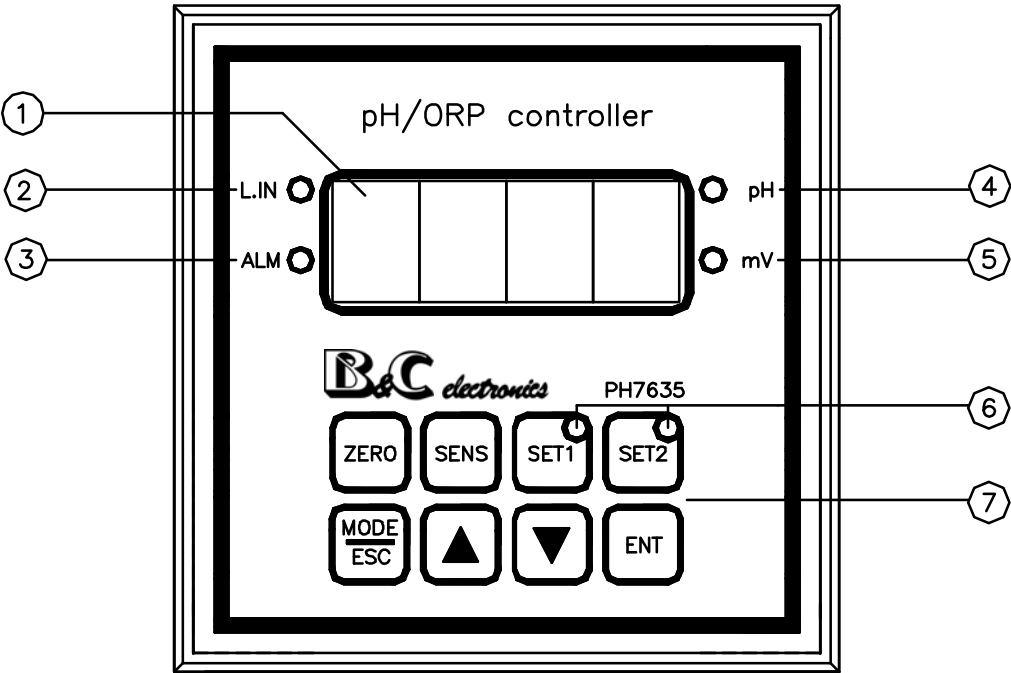 pH/ORP controller
1
2 L.IN pH 4
3 ALM mV 5
B&C electronics PH7635
6
ZERO SENS SET1 SET2
7
MODE
ESC
ENT